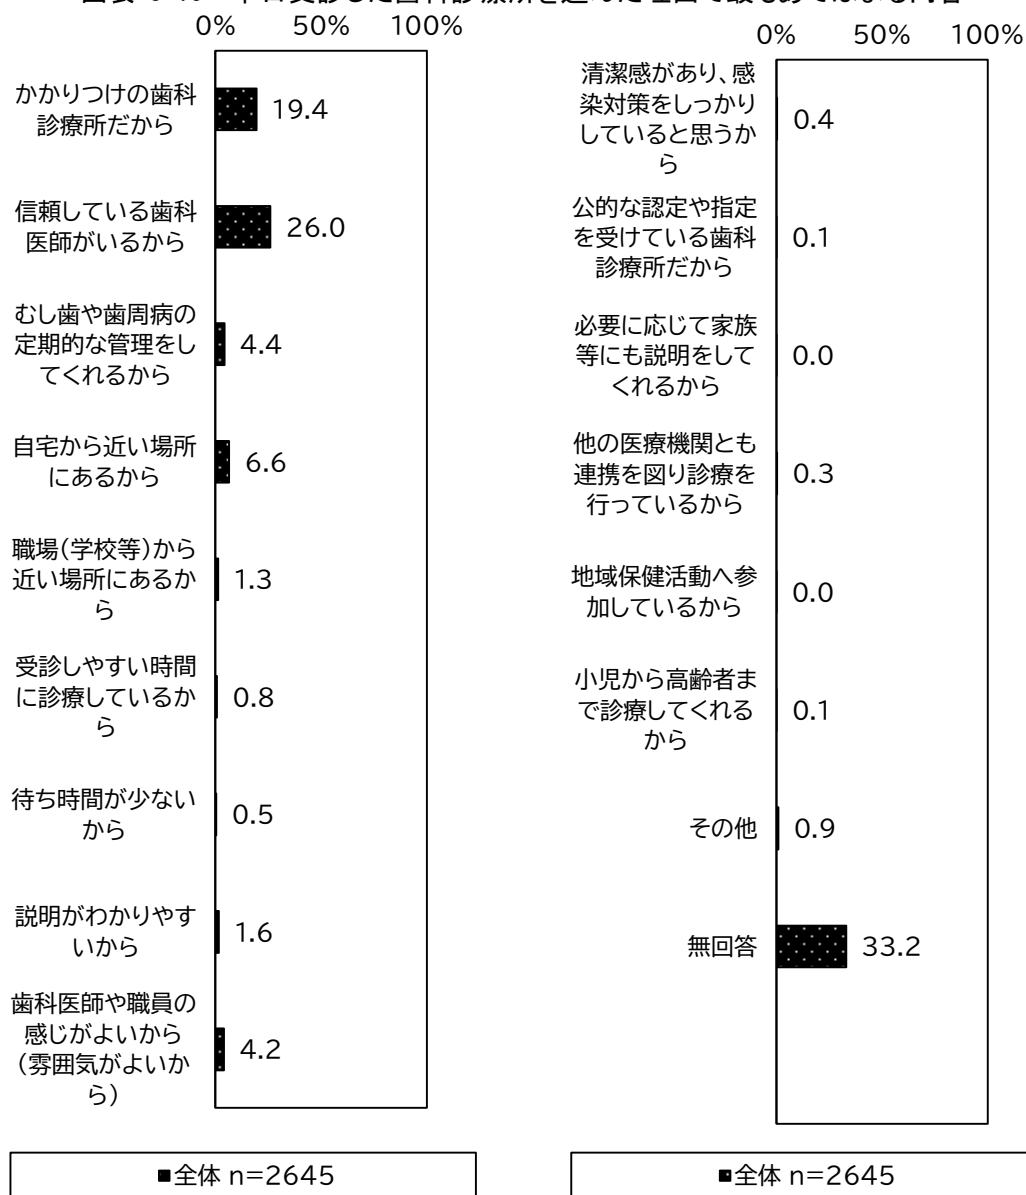 0% 50% 100%
かかりつけの歯科
診療所だから
19.4
信頼している歯科
医師がいるから
26.0
むし歯や歯周病の
定期的な管理をし
てくれるから
4.4
自宅から近い場所
にあるから
6.6
職場(学校等)から
近い場所にあるか
ら
1.3
受診しやすい時間
に診療しているか
ら
0.8
待ち時間が少ない
から
0.5
説明がわかりやす
いから
1.6
歯科医師や職員の
感じがよいから
(雰囲気がよいか
ら)
4.2
■全体 n=2645
0% 50% 100%
清潔感があり、感
染対策をしっかり
していると思うか
ら
0.4
公的な認定や指定
を受けている歯科
診療所だから
0.1
必要に応じて家族
等にも説明をして
くれるから
0.0
他の医療機関とも
連携を図り診療を
行っているから
0.3
地域保健活動へ参
加しているから
0.0
小児から高齢者ま
で診療してくれる
から
0.1
その他
0.9
無回答
33.2
■全体 n=2645